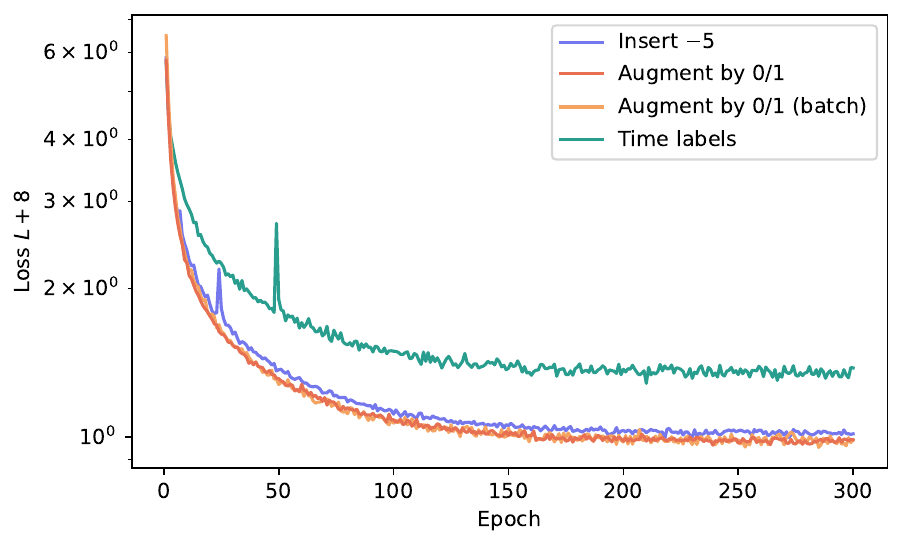 Insert −5
Augment by 0/1
Augment by 0/1 (batch)
Time labels
6 × 10⁰
4 × 10⁰
3 × 10⁰
2 × 10⁰
10⁰
Loss L + 8
0 50 100 150 200 250 300
Epoch